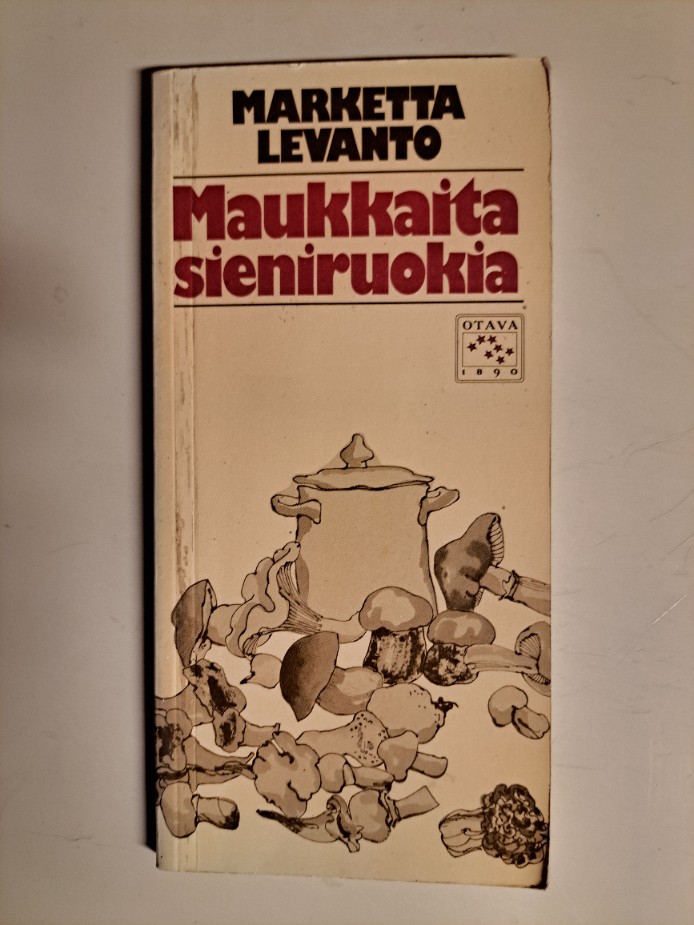 MARKETTA
LEVANTO
Maukkaita
sieniruokia
OTAVA
1890